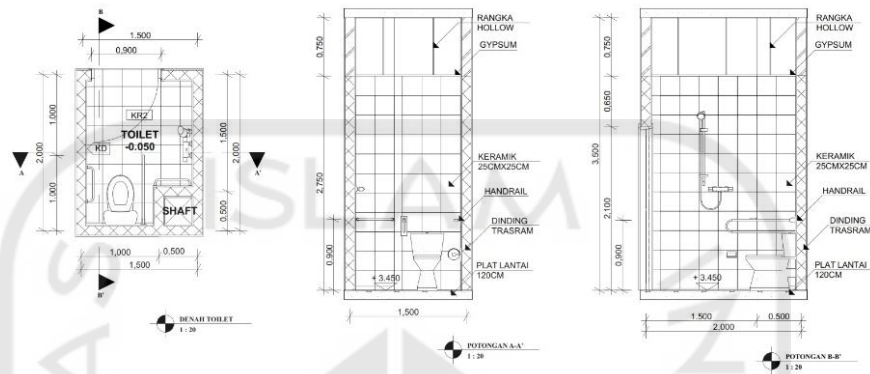 B
1.500
0,900
1.000
2,000
1.000
KR2
TOILET
-0.050
KD
SHAFT
1,500
2,000
0.500
A
A'
1,000
0.500
1,500
B'
DENAH TOILET
1 : 20
0,750
2,750
0.900
RANGKA
HOLLOW
GYPSUM
KERAMIK
25CMX25CM
HANDRAIL
DINDING
TRASRAM
PLAT LANTAI
120CM
+ 3.450
1,500
POTONGAN A-A'
1 : 20
0,750
0,650
3,500
2,100
0,900
RANGKA
HOLLOW
GYPSUM
KERAMIK
25CMX25CM
HANDRAIL
DINDING
TRASRAM
PLAT LANTAI
120CM
+ 3.450
1.500
0.500
2.000
POTONGAN B-B'
1 : 20
ISLAM